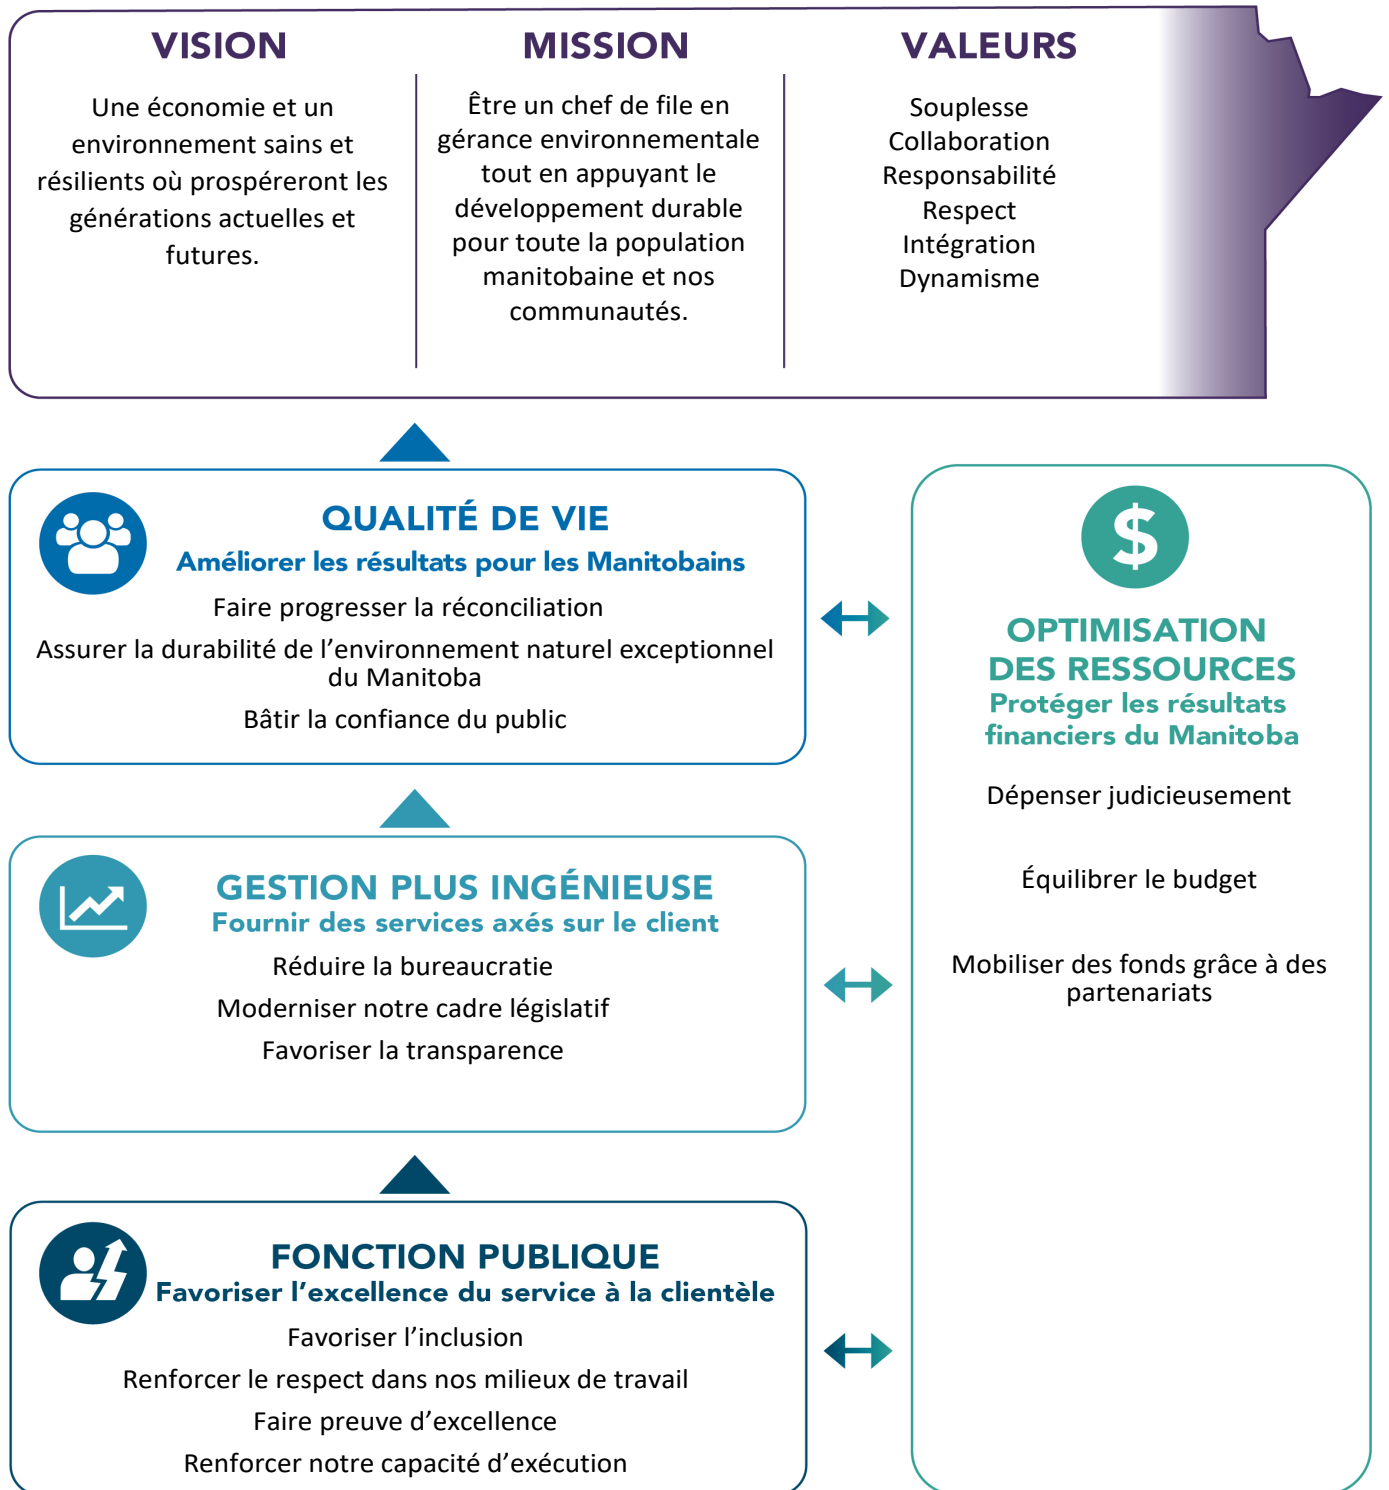 VISION
Une économie et un
environnement sains et
résilients où prospéreront les
générations actuelles et
futures.
MISSION
Être un chef de file en
gérance environnementale
tout en appuyant le
développement durable
pour toute la population
manitobaine et nos
communautés.
VALEURS
Souplesse
Collaboration
Responsabilité
Respect
Intégration
Dynamisme
QUALITÉ DE VIE
Améliorer les résultats pour les Manitobains
Faire progresser la réconciliation
Assurer la durabilité de l’environnement naturel exceptionnel
du Manitoba
Bâtir la confiance du public
GESTION PLUS INGÉNIEUSE
Fournir des services axés sur le client
Réduire la bureaucratie
Moderniser notre cadre législatif
Favoriser la transparence
FONCTION PUBLIQUE
Favoriser l’excellence du service à la clientèle
Favoriser l’inclusion
Renforcer le respect dans nos milieux de travail
Faire preuve d’excellence
Renforcer notre capacité d’exécution
$
OPTIMISATION
DES RESSOURCES
Protéger les résultats
financiers du Manitoba
Dépenser judicieusement
Équilibrer le budget
Mobiliser des fonds grâce à des
partenariats